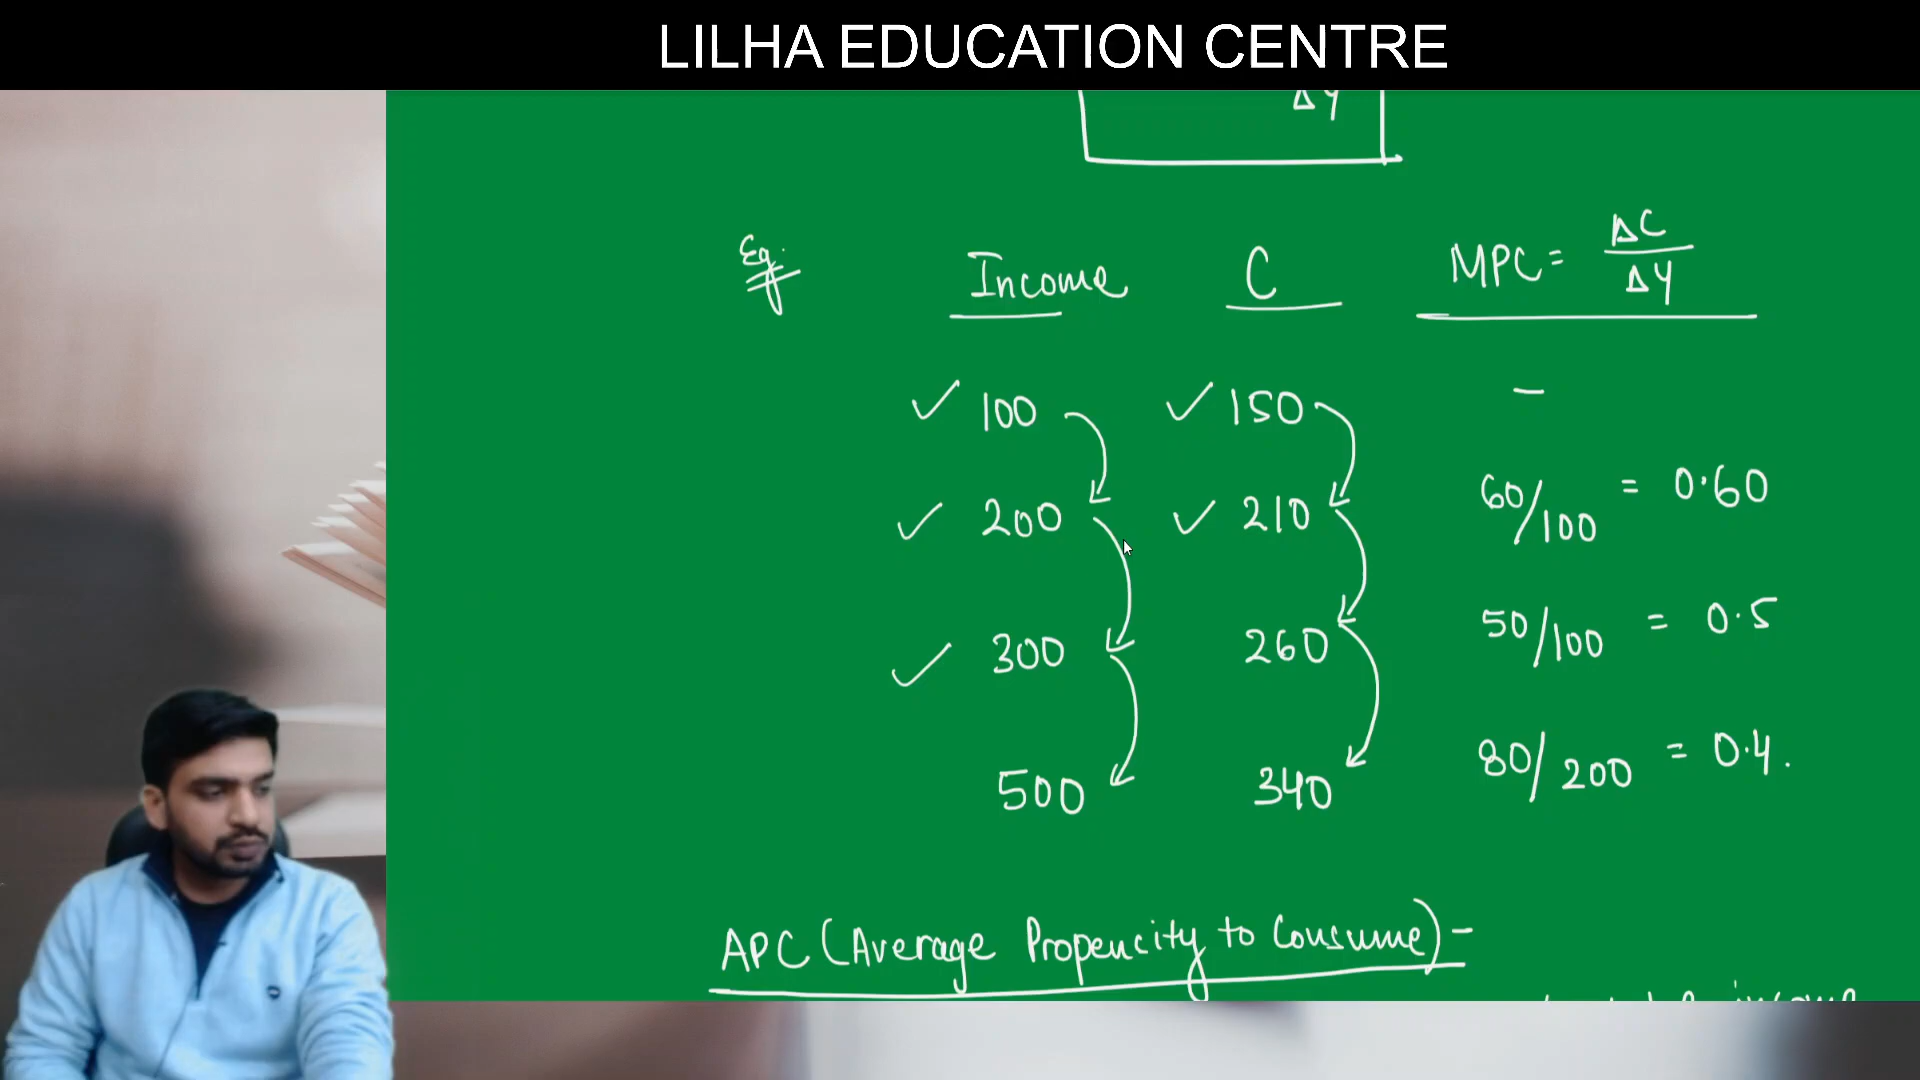 LILHA EDUCATION CENTRE
ΔY
Eg. Income C MPC = ΔC/ΔY
100 150 –
200 210 60/100 = 0.60
300 260 50/100 = 0.5
500 340 80/200 = 0.4.
APC (Average Propencity to Consume) –
income